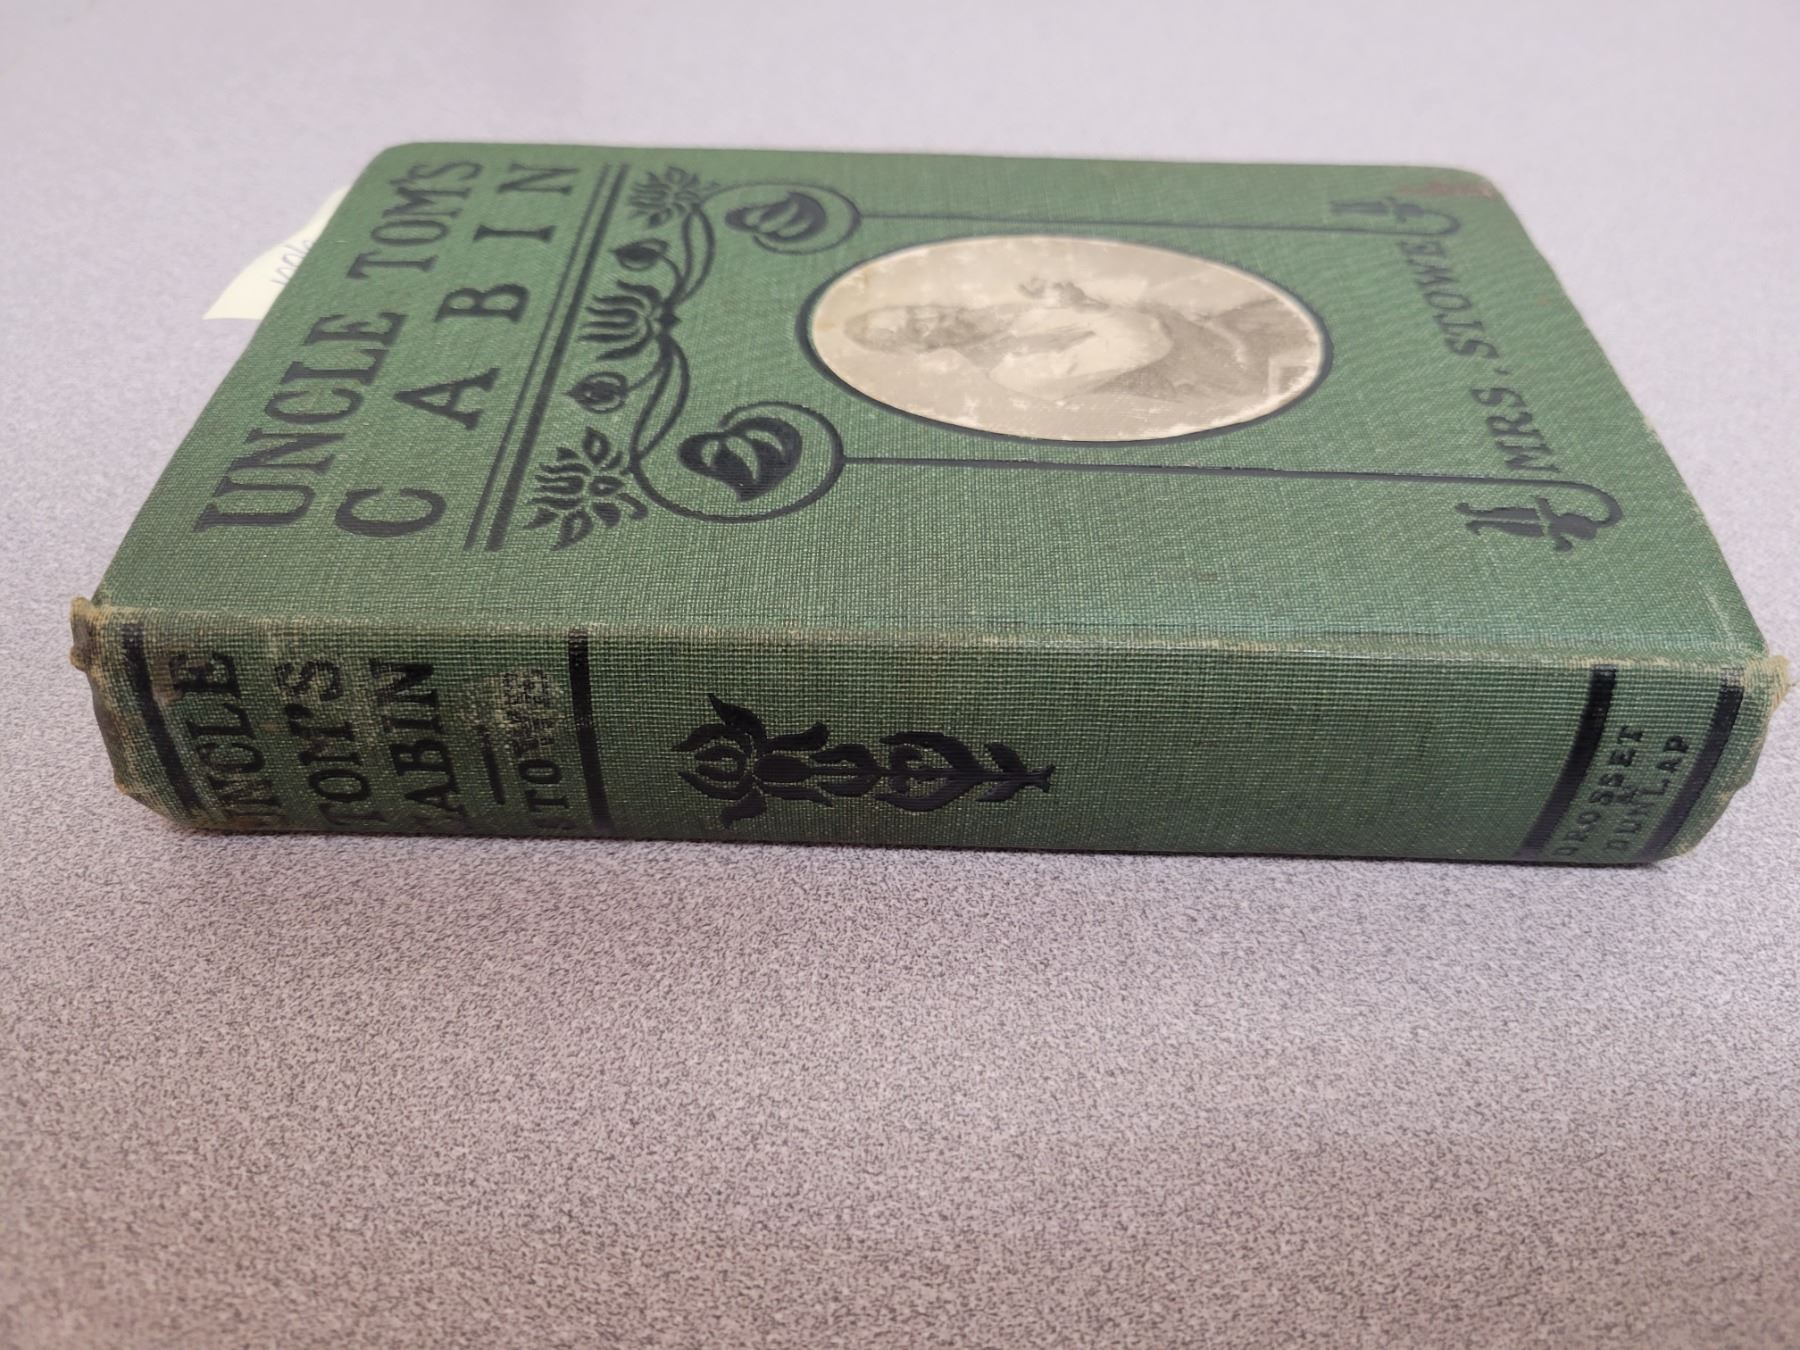 UNCLE TOM'S
CABIN
MRS. STOWE
UNCLE
TOM'S
CABIN
STOWE
GROSSET
&
DUNLAP